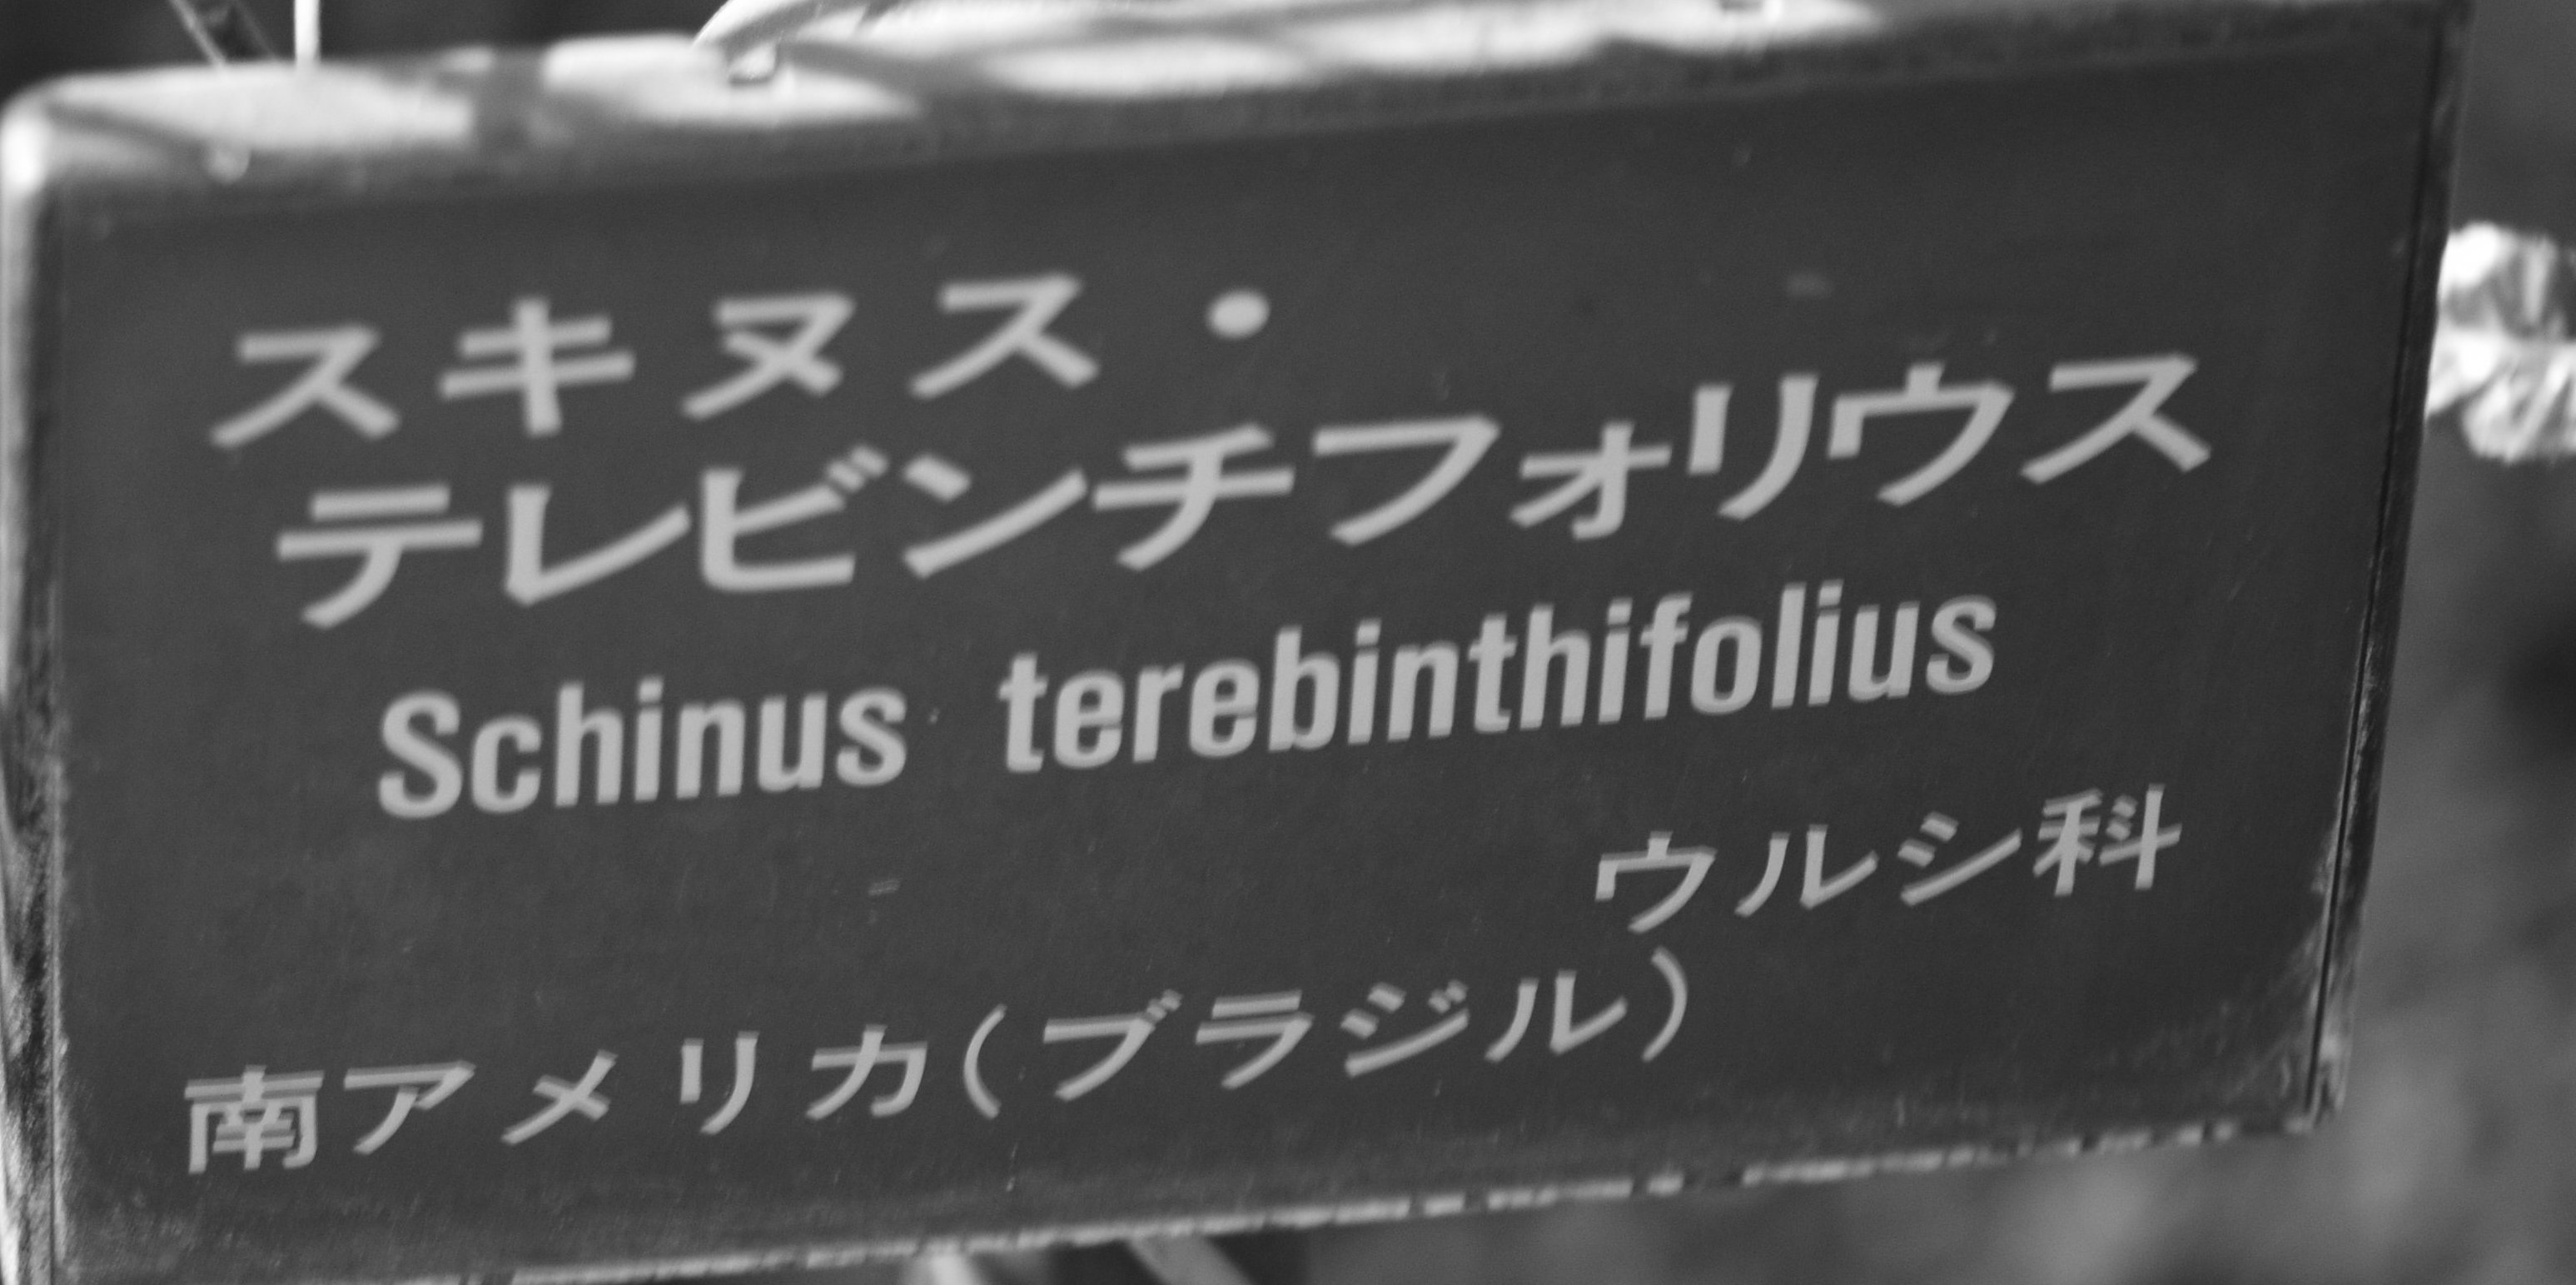 スキヌス・
テレビンチフォリウス
Schinus terebinthifolius
ウルシ科
南アメリカ(ブラジル)